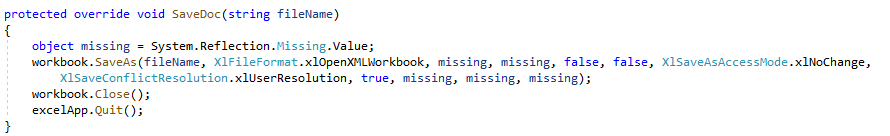 protected override void SaveDoc(string fileName)
{
object missing = System.Reflection.Missing.Value;
workbook.SaveAs(fileName, XlFileFormat.xlOpenXMLWorkbook, missing, missing, false, false, XlSaveAsAccessMode.xlNoChange,
XlSaveConflictResolution.xlUserResolution, true, missing, missing, missing);
workbook.Close();
excelApp.Quit();
}